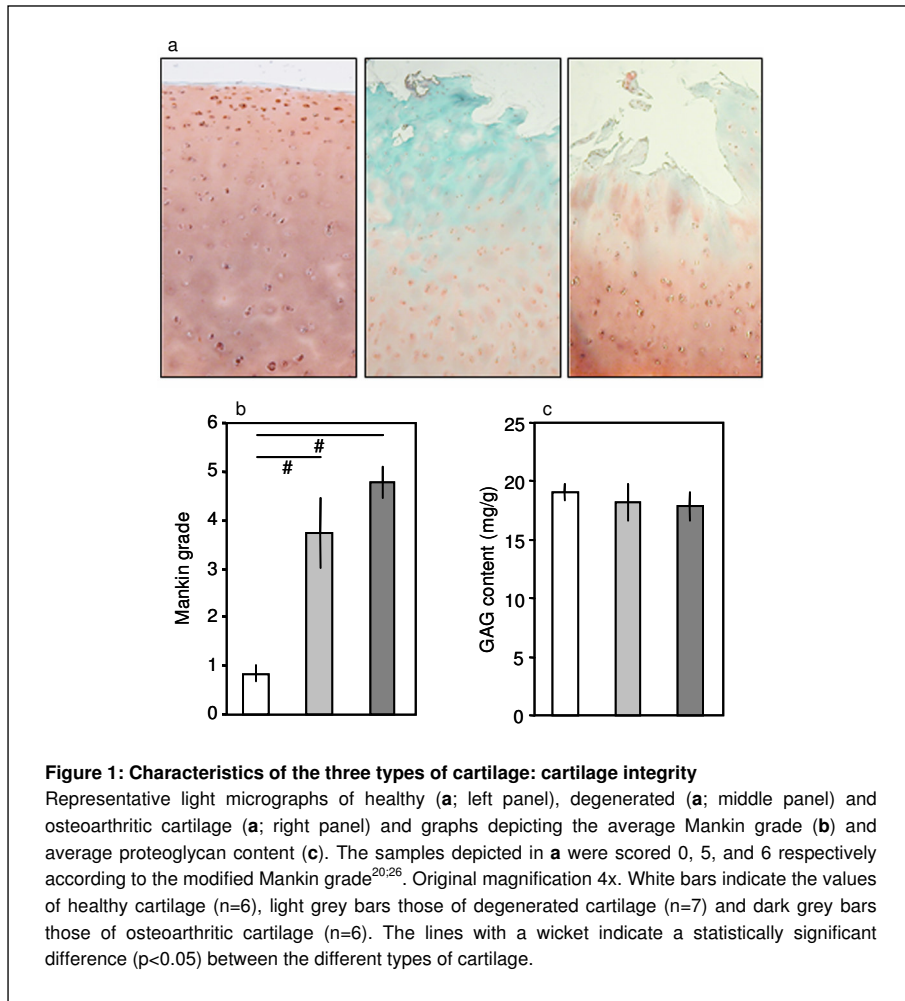 a
b
6
5
4
3
2
1
0
Mankin grade
#
#
c
25
20
15
10
5
0
GAG content (mg/g)
Figure 1: Characteristics of the three types of cartilage: cartilage integrity
Representative light micrographs of healthy (a; left panel), degenerated (a; middle panel) and
osteoarthritic cartilage (a; right panel) and graphs depicting the average Mankin grade (b) and
average proteoglycan content (c). The samples depicted in a were scored 0, 5, and 6 respectively
according to the modified Mankin grade20;26. Original magnification 4x. White bars indicate the values
of healthy cartilage (n=6), light grey bars those of degenerated cartilage (n=7) and dark grey bars
those of osteoarthritic cartilage (n=6). The lines with a wicket indicate a statistically significant
difference (p<0.05) between the different types of cartilage.